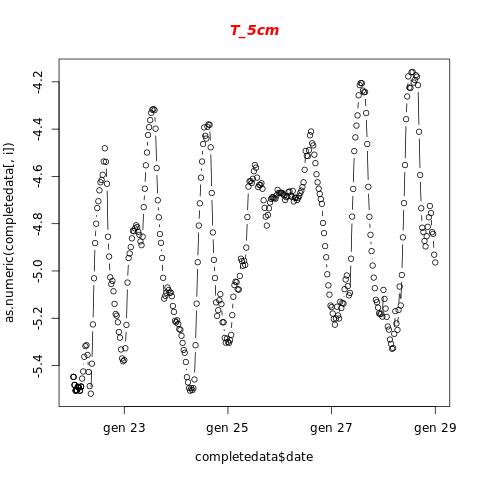 T_5cm
as.numeric(completedata[, i])
-4.2
-4.4
-4.6
-4.8
-5.0
-5.2
-5.4
gen 23
gen 25
gen 27
gen 29
completedata$date